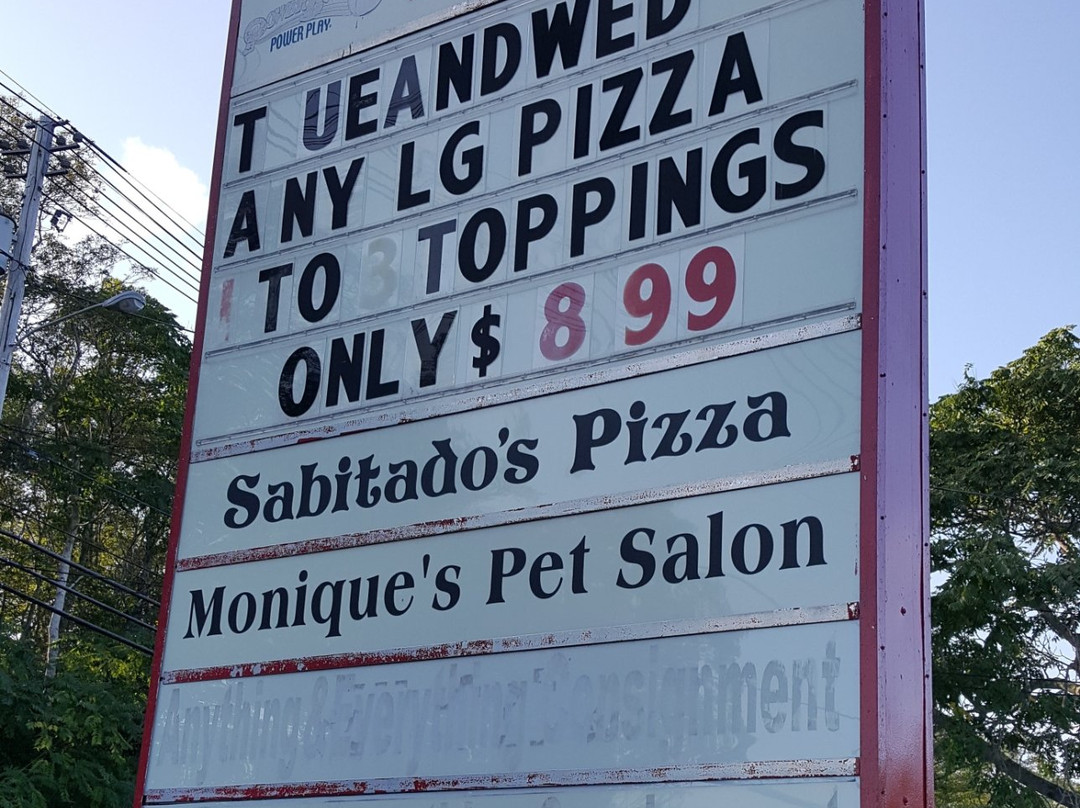 POWER PLAY
T UEANDWED
ANY LG PIZZA
1 TO 3 TOPPINGS
ONLY $ 8 99
Sabitado's Pizza
Monique's Pet Salon
Anything & Everything Consignment